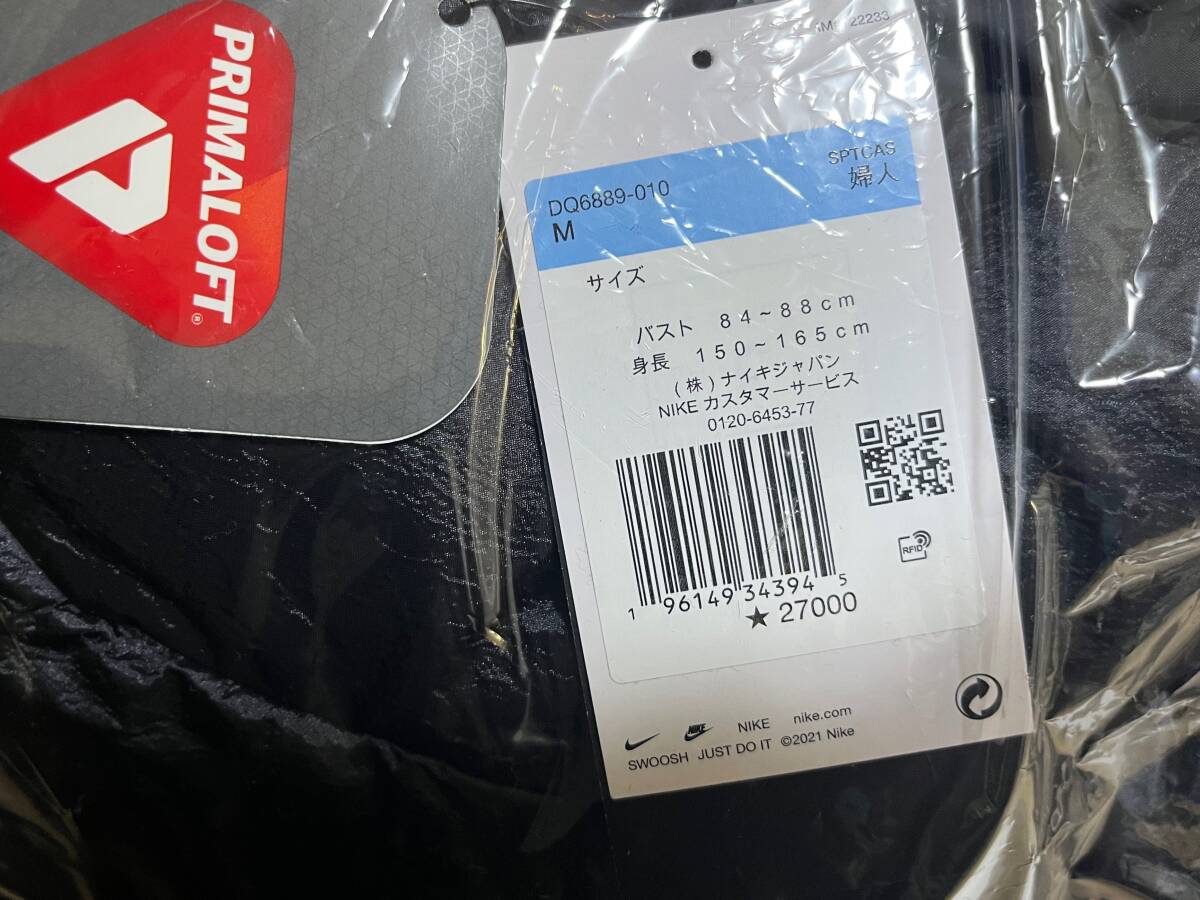 PRIMALOFT®
22233
SPTCAS
婦人
DQ6889-010
M
サイズ
バスト 84~88cm
身長 150~165cm
(株)ナイキジャパン
NIKE カスタマーサービス
0120-6453-77
RFID
1 96149 34394 5
★ 27000
NIKE NIKE nike.com
SWOOSH JUST DO IT ©2021 Nike